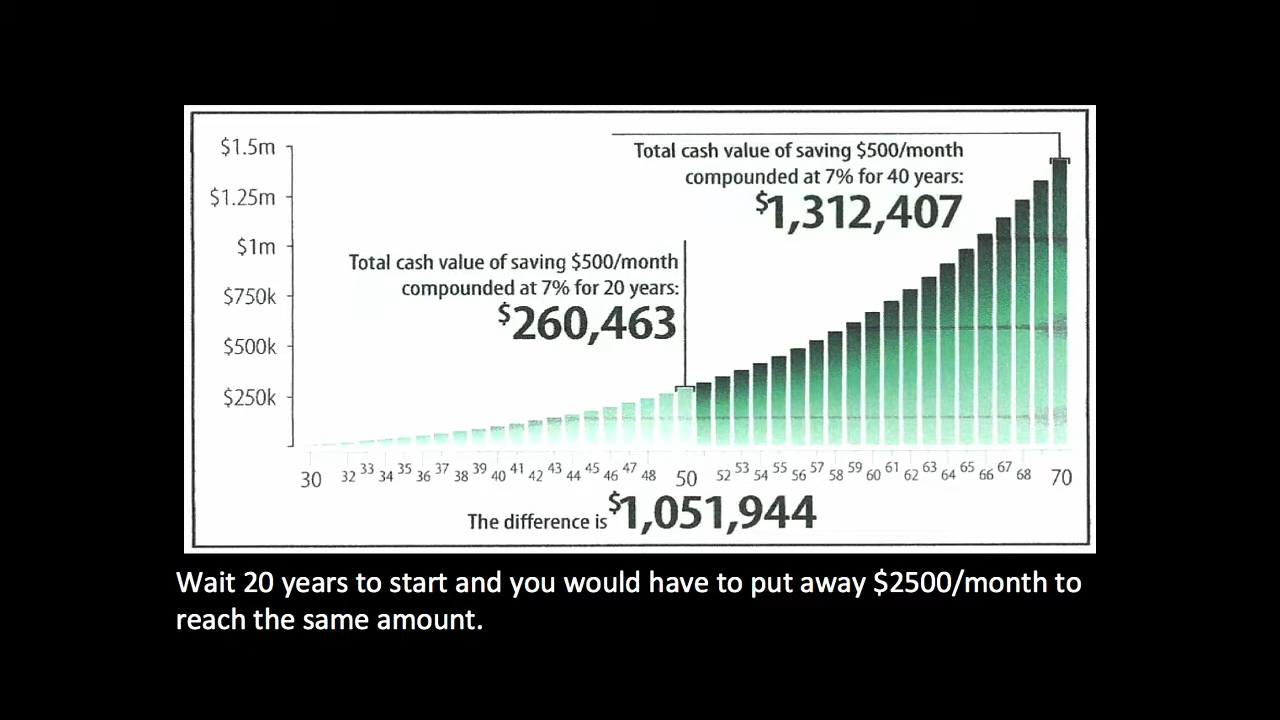 $1.5m
$1.25m
$1m
$750k
$500k
$250k
Total cash value of saving $500/month
compounded at 7% for 40 years:
$1,312,407
Total cash value of saving $500/month
compounded at 7% for 20 years:
$260,463
30 32 33 34 35 36 37 38 39 40 41 42 43 44 45 46 47 48 50 52 53 54 55 56 57 58 59 60 61 62 63 64 65 66 67 68 70
The difference is $1,051,944
Wait 20 years to start and you would have to put away $2500/month to
reach the same amount.